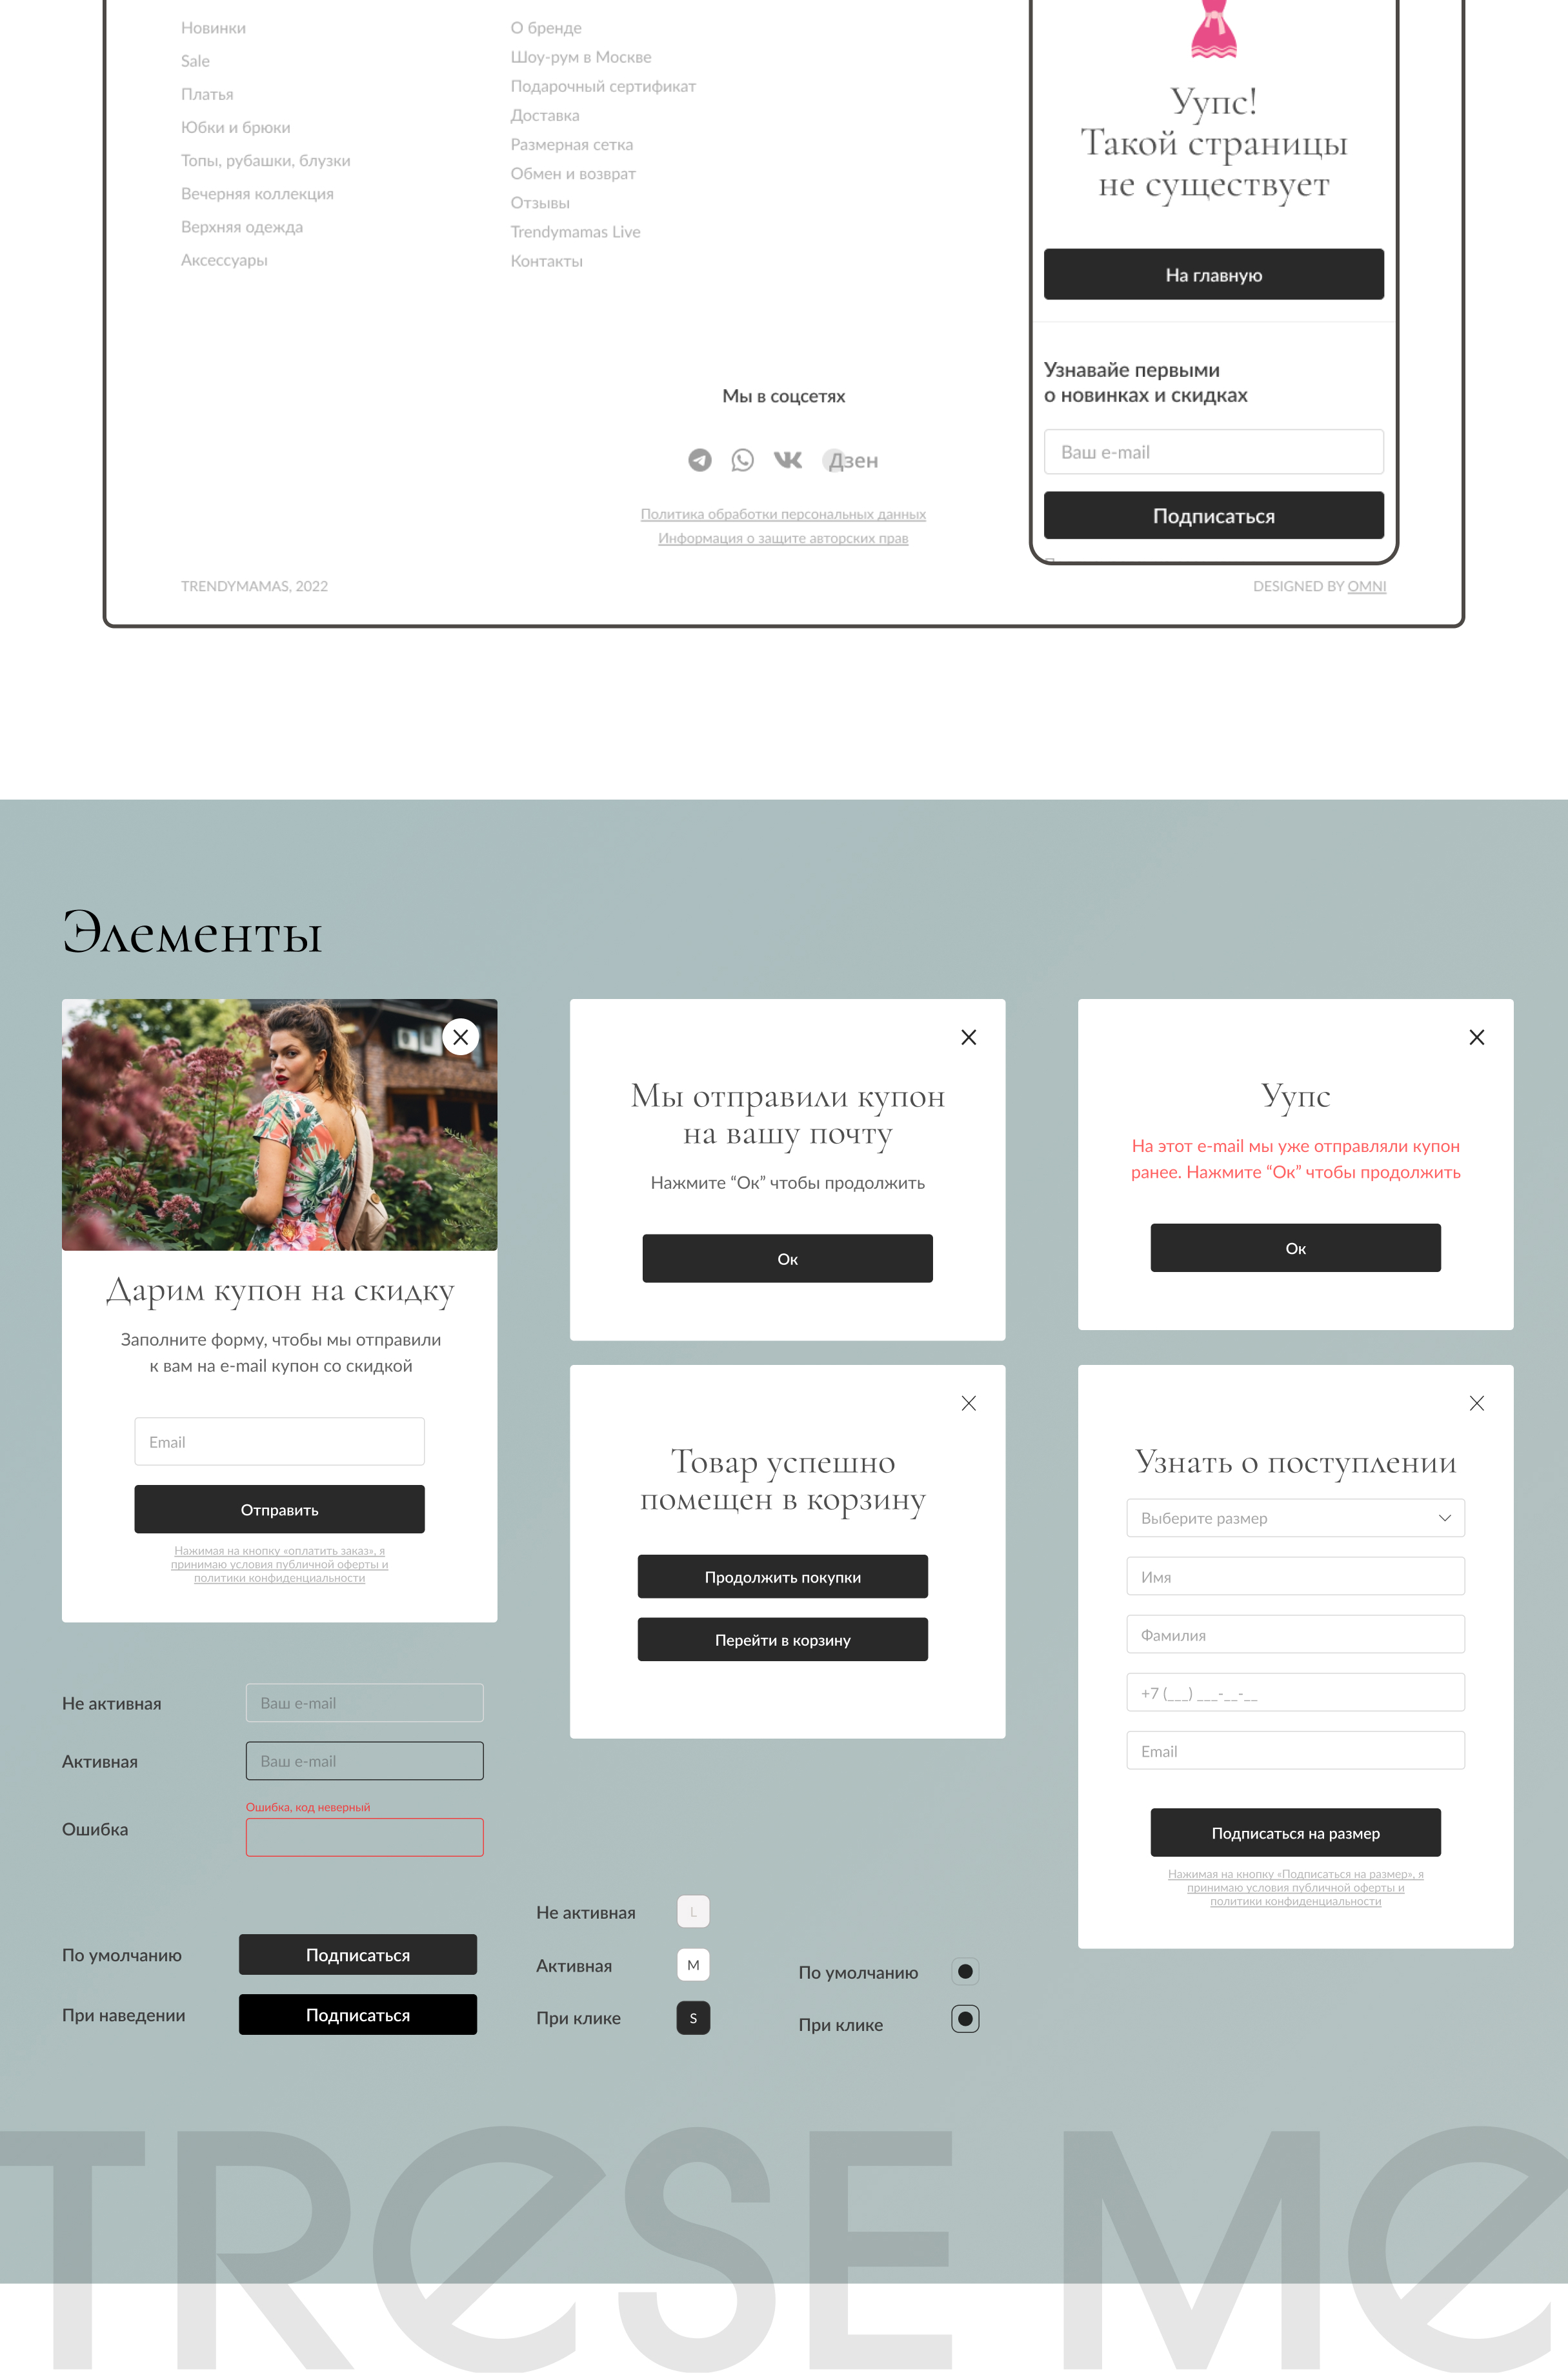 Новинки
Sale
Платья
Юбки и брюки
Топы, рубашки, блузки
Вечерняя коллекция
Верхняя одежда
Аксессуары
О бренде
Шоу-рум в Москве
Подарочный сертификат
Доставка
Размерная сетка
Обмен и возврат
Отзывы
Trendymamas Live
Контакты
Уупс!
Такой страницы
не существует
На главную
Узнавайе первыми
о новинках и скидках
Ваш e-mail
Подписаться
Мы в соцсетях
Дзен
Политика обработки персональных данных
Информация о защите авторских прав
TRENDYMAMAS, 2022
DESIGNED BY OMNI
Элементы
Дарим купон на скидку
Заполните форму, чтобы мы отправили
к вам на e-mail купон со скидкой
Email
Отправить
Нажимая на кнопку «оплатить заказ», я
принимаю условия публичной оферты и
политики конфиденциальности
Мы отправили купон
на вашу почту
Нажмите “Ок” чтобы продолжить
Ок
Уупс
На этот e-mail мы уже отправляли купон
ранее. Нажмите “Ок” чтобы продолжить
Ок
Товар успешно
помещен в корзину
Продолжить покупки
Перейти в корзину
Узнать о поступлении
Выберите размер
Имя
Фамилия
+7 (___) ___-__-__
Email
Подписаться на размер
Нажимая на кнопку «Подписаться на размер», я
принимаю условия публичной оферты и
политики конфиденциальности
Не активная
Ваш e-mail
Активная
Ваш e-mail
Ошибка, код неверный
Ошибка
По умолчанию
Подписаться
При наведении
Подписаться
Не активная
L
Активная
M
При клике
S
По умолчанию
При клике
TReSE Me